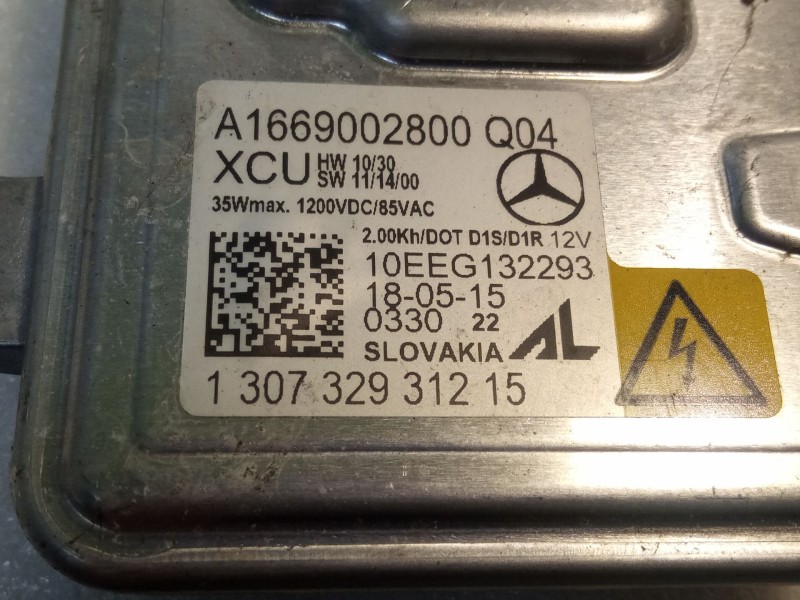 A1669002800 Q04
XCU HW 10/30
SW 11/14/00
35Wmax. 1200VDC/85VAC
2.00Kh/DOT D1S/D1R 12V
10EEG132293
18-05-15
0330 22
SLOVAKIA AL
1 307 329 312 15